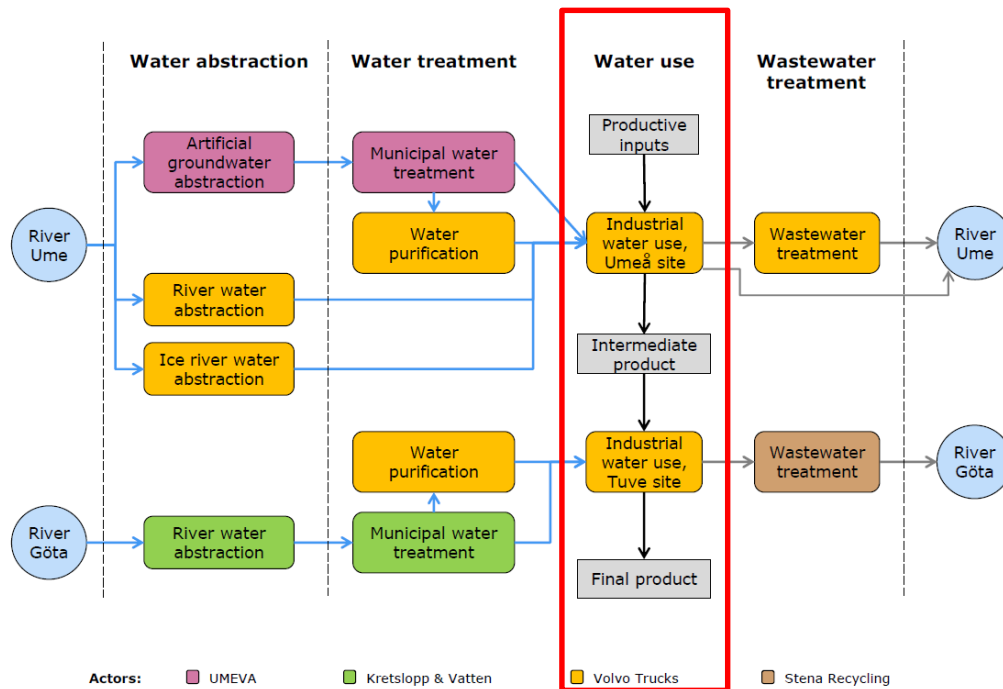 Water abstraction
Water treatment
Water use
Wastewater
treatment
Productive
inputs
Artificial
groundwater
abstraction
Municipal water
treatment
River
Ume
Water
purification
Industrial
water use,
Umeå site
Wastewater
treatment
River
Ume
River water
abstraction
Ice river water
abstraction
Intermediate
product
Water
purification
Industrial
water use,
Tuve site
Wastewater
treatment
River
Göta
River
Göta
River water
abstraction
Municipal water
treatment
Final product
Actors:
UMEVA
Kretslopp & Vatten
Volvo Trucks
Stena Recycling